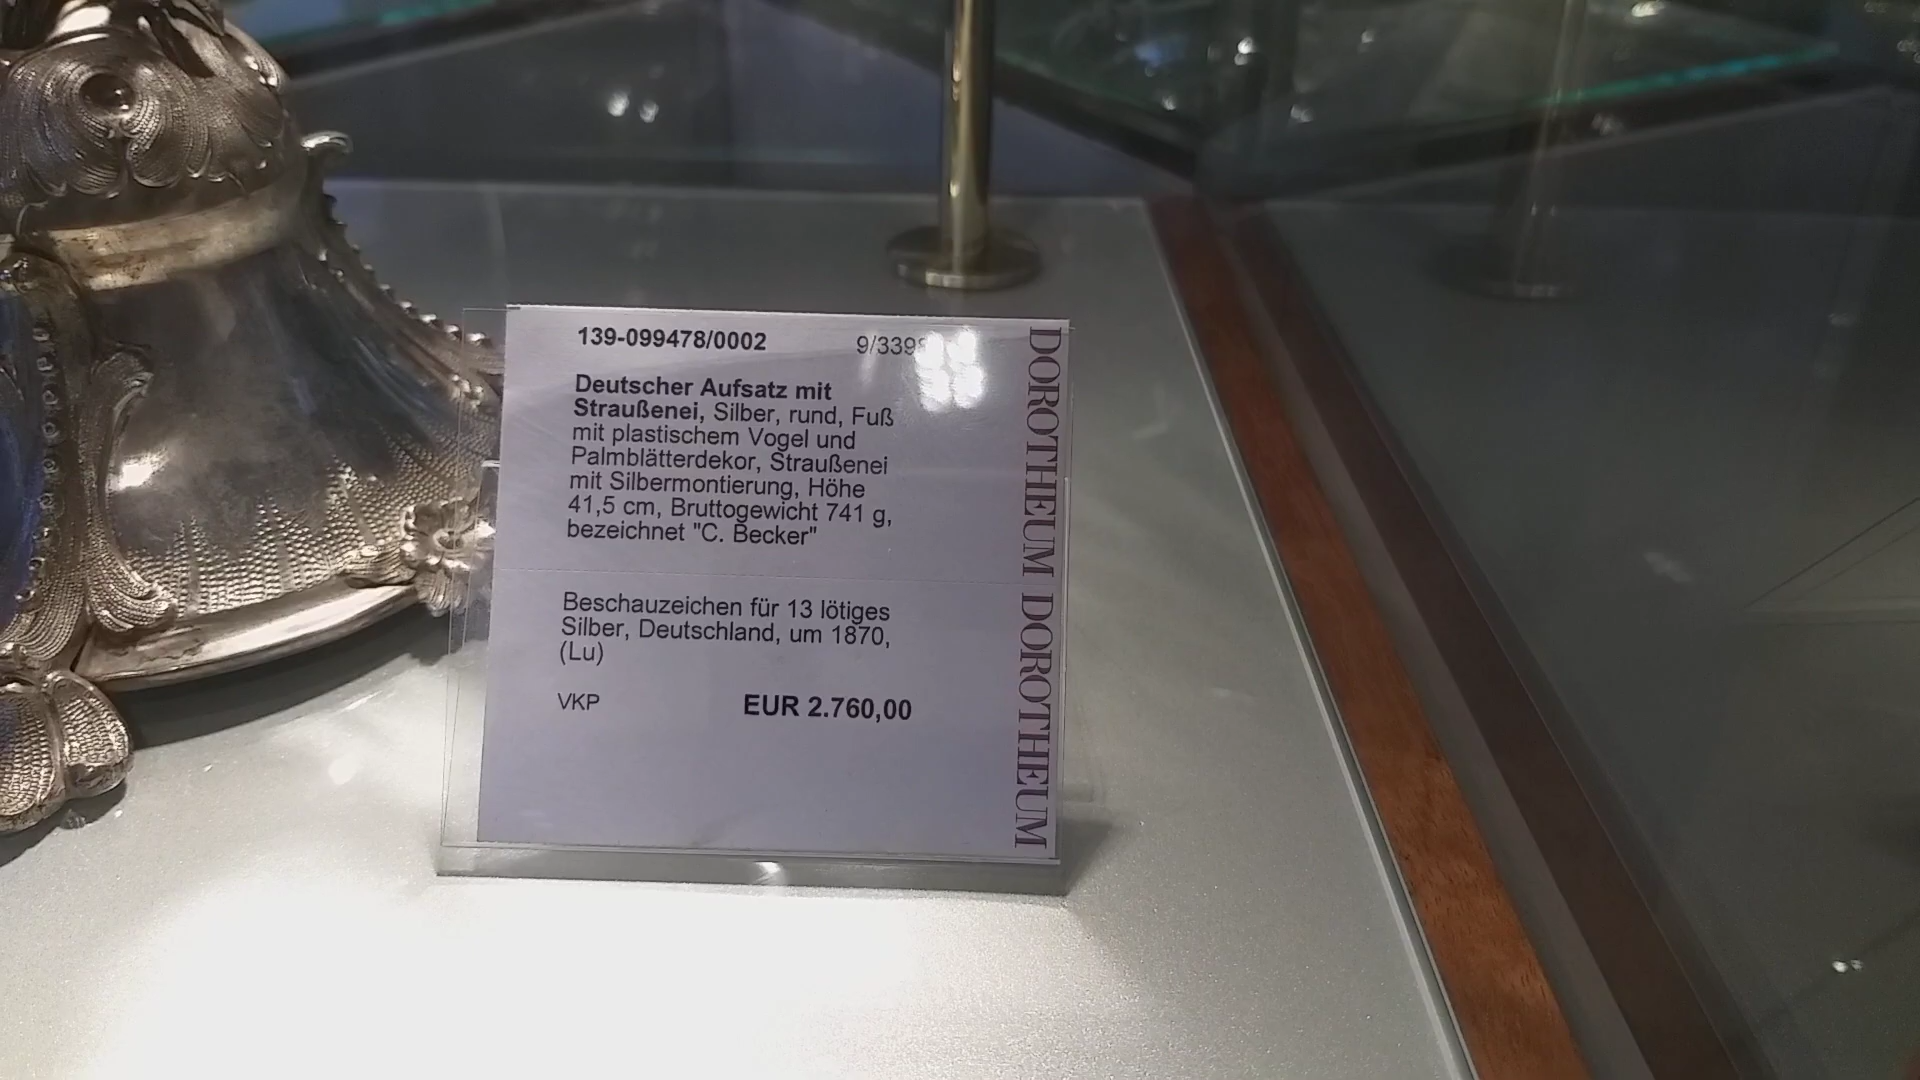 139-099478/0002 9/339
Deutscher Aufsatz mit
Straußenei, Silber, rund, Fuß
mit plastischem Vogel und
Palmblätterdekor, Straußenei
mit Silbermontierung, Höhe
41,5 cm, Bruttogewicht 741 g,
bezeichnet "C. Becker"
Beschauzeichen für 13 lötiges
Silber, Deutschland, um 1870,
(Lu)
VKP EUR 2.760,00
DOROTHEUM DOROTHEUM